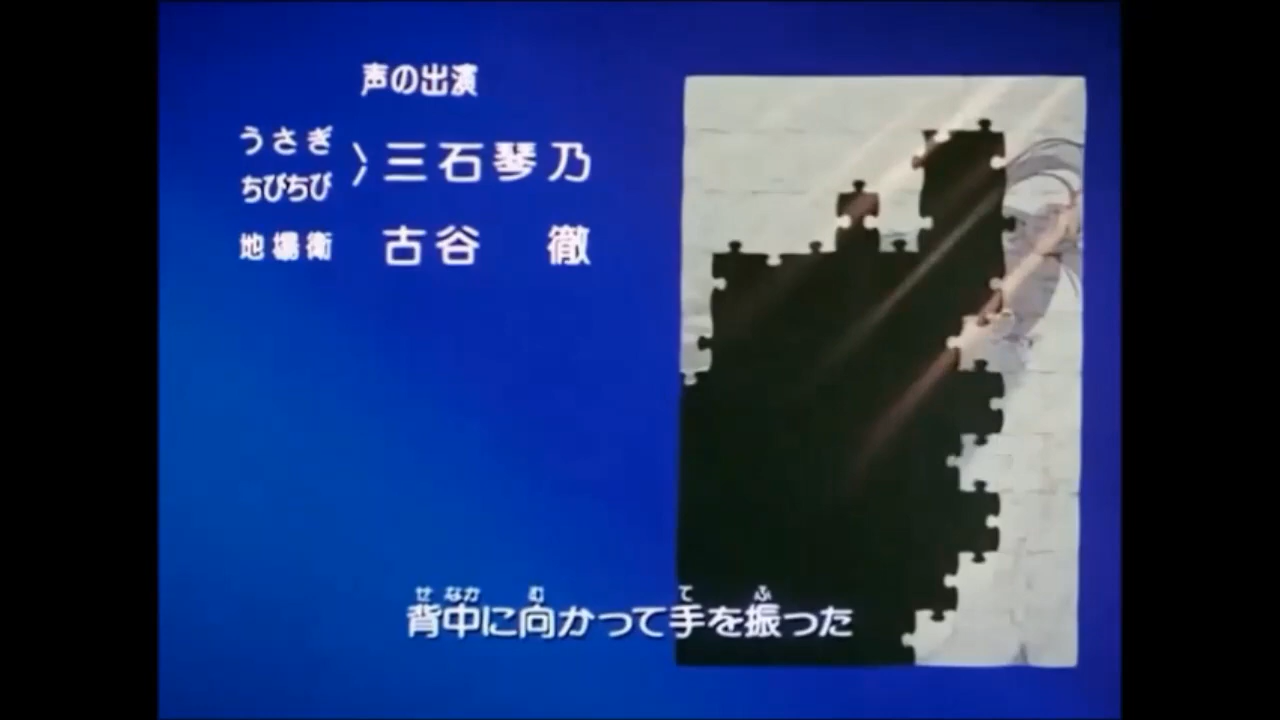 声の出演
うさぎ
ちびちび
三石琴乃
地場衛 古谷 徹
せ なか む て ふ
背中に向かって手を振った